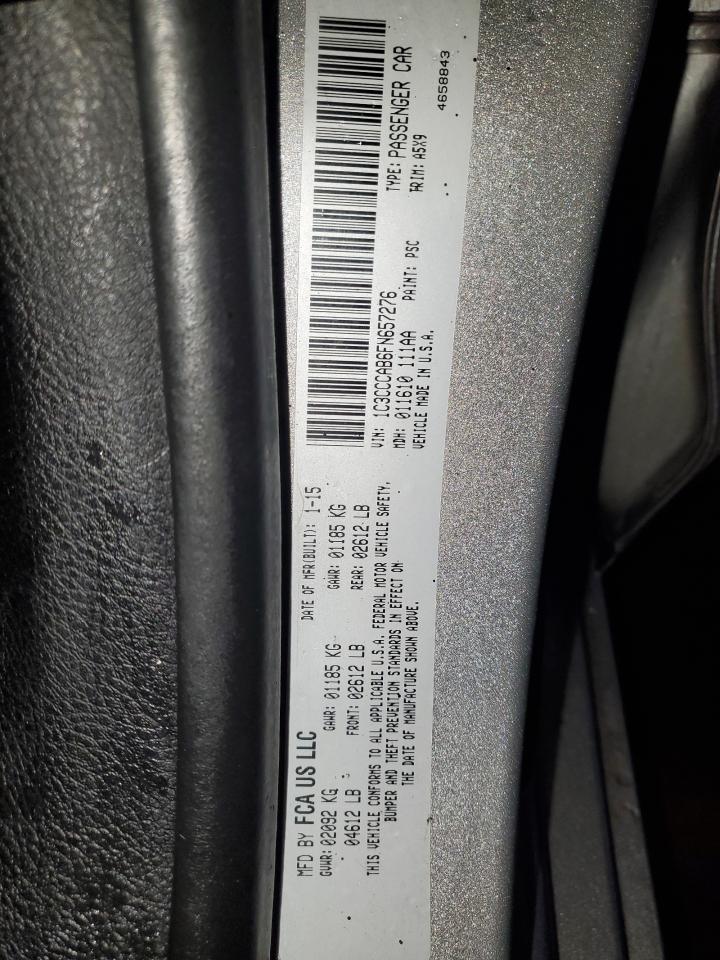 MFD BY FCA US LLC
DATE OF MFR(BUILT): 1-15
GVWR: 02092 KG
GAWR: 01185 KG
GAWR: 01185 KG
04612 LB
FRONT: 02612 LB
REAR: 02612 LB
THIS VEHICLE CONFORMS TO ALL APPLICABLE U.S.A. FEDERAL MOTOR VEHICLE SAFETY,
BUMPER AND THEFT PREVENTION STANDARDS IN EFFECT ON
THE DATE OF MANUFACTURE SHOWN ABOVE.
VIN: 1C3CCCAB6FN657276
TYPE: PASSENGER CAR
MDH: 011610 111AA
PAINT: PSC
TRIM: A5X9
VEHICLE MADE IN U.S.A.
4658843